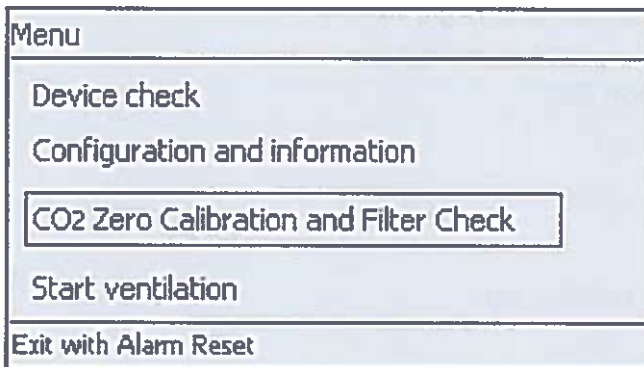 Menu
Device check
Configuration and information
CO2 Zero Calibration and Filter Check
Start ventilation
Exit with Alarm Reset